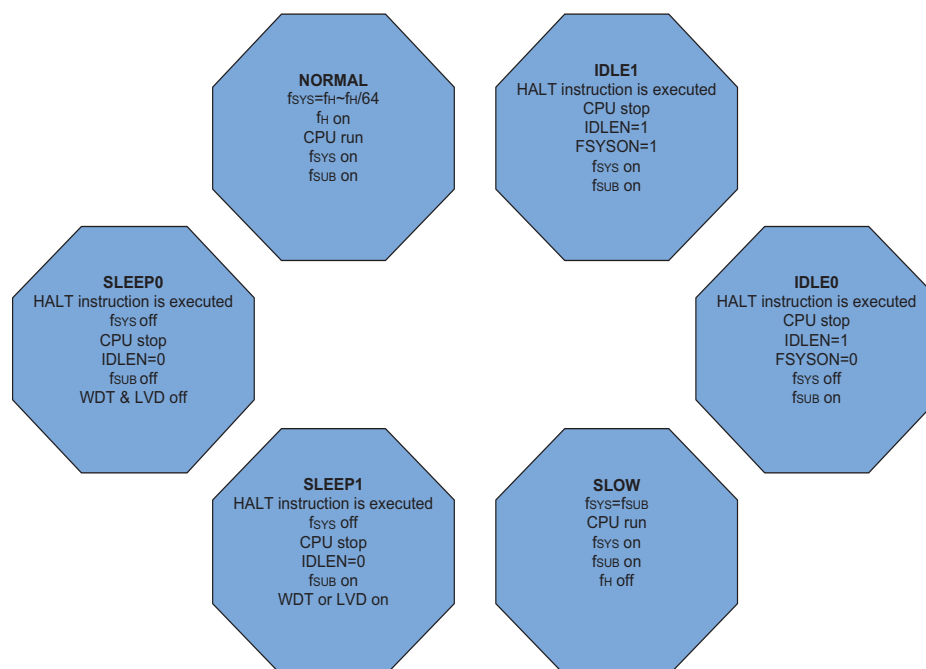 NORMAL
fSYS=fH~fH/64
fH on
CPU run
fSYS on
fSUB on
IDLE1
HALT instruction is executed
CPU stop
IDLEN=1
FSYSON=1
fSYS on
fSUB on
SLEEP0
HALT instruction is executed
fSYS off
CPU stop
IDLEN=0
fSUB off
WDT & LVD off
IDLE0
HALT instruction is executed
CPU stop
IDLEN=1
FSYSON=0
fSYS off
fSUB on
SLEEP1
HALT instruction is executed
fSYS off
CPU stop
IDLEN=0
fSUB on
WDT or LVD on
SLOW
fSYS=fSUB
CPU run
fSYS on
fSUB on
fH off